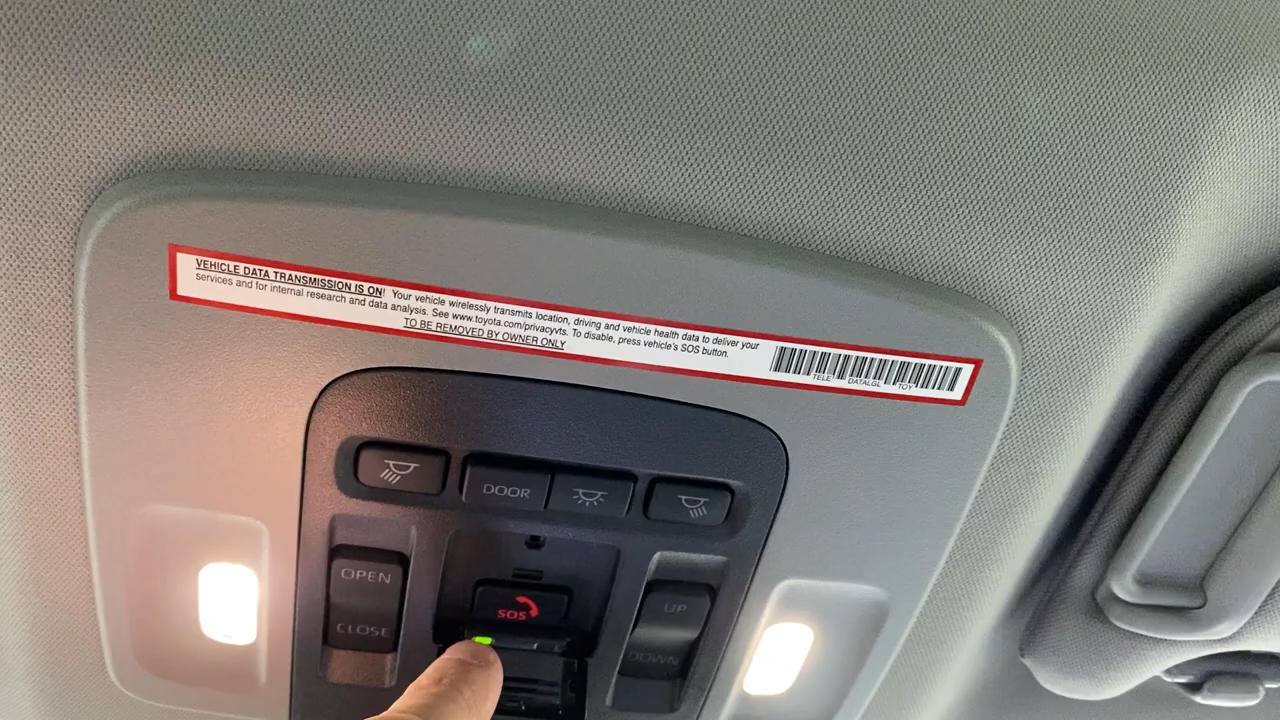 VEHICLE DATA TRANSMISSION IS ON! Your vehicle wirelessly transmits location, driving and vehicle health data to deliver your
services and for internal research and data analysis. See www.toyota.com/privacyvts. To disable, press vehicle's SOS button.
TO BE REMOVED BY OWNER ONLY
TELE DATALGL TOY
DOOR
OPEN
CLOSE
SOS
UP
DOWN